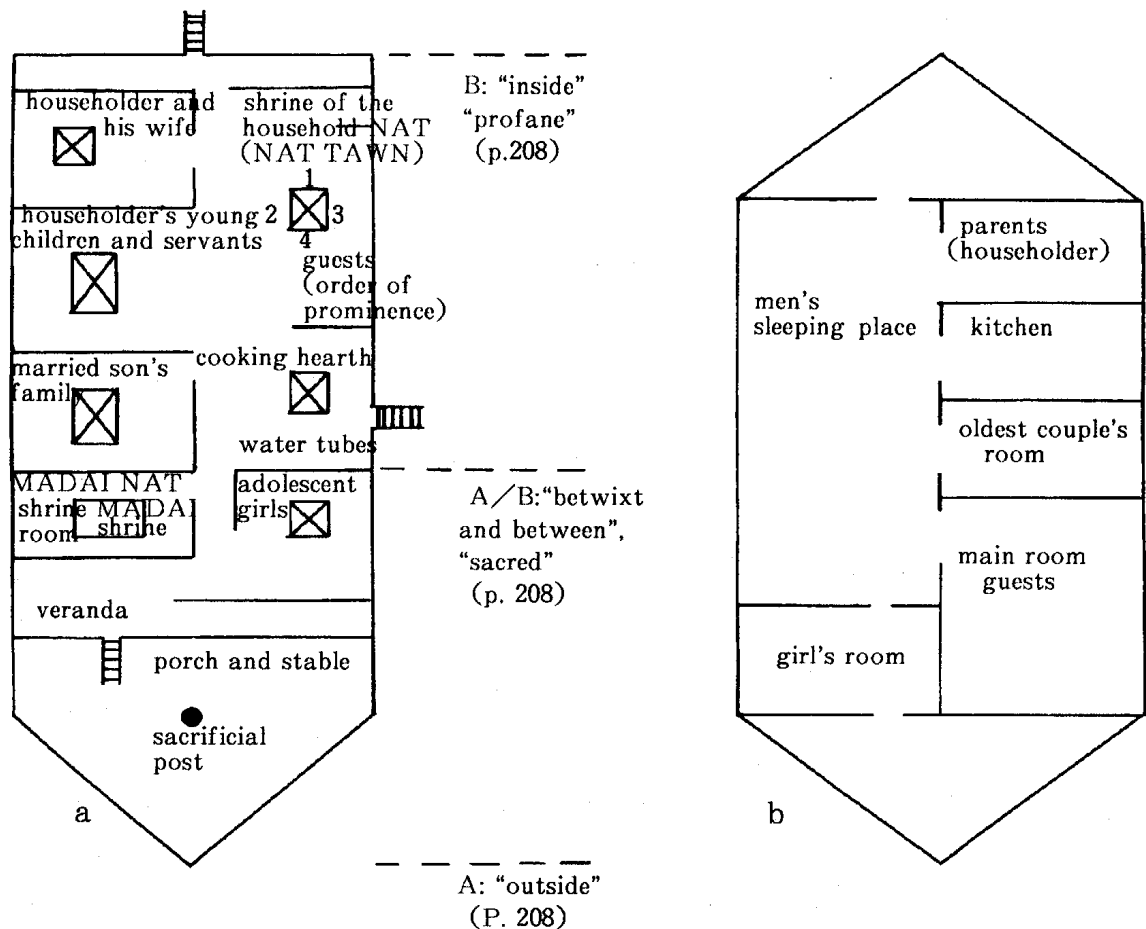 householder and
his wife
shrine of the
household NAT
(NAT TAWN)
1
2
3
4
householder's young
children and servants
guests
(order of
prominence)
married son's
family
cooking hearth
water tubes
MADAI NAT
shrine
room
MADAI
shrine
adolescent
girls
veranda
porch and stable
sacrificial
post
a
B: “inside”
“profane”
(p.208)
A／B:“betwixt
and between”,
“sacred”
(p. 208)
A: “outside”
(P. 208)
parents
(householder)
men's
sleeping place
kitchen
oldest couple's
room
main room
guests
girl's room
b